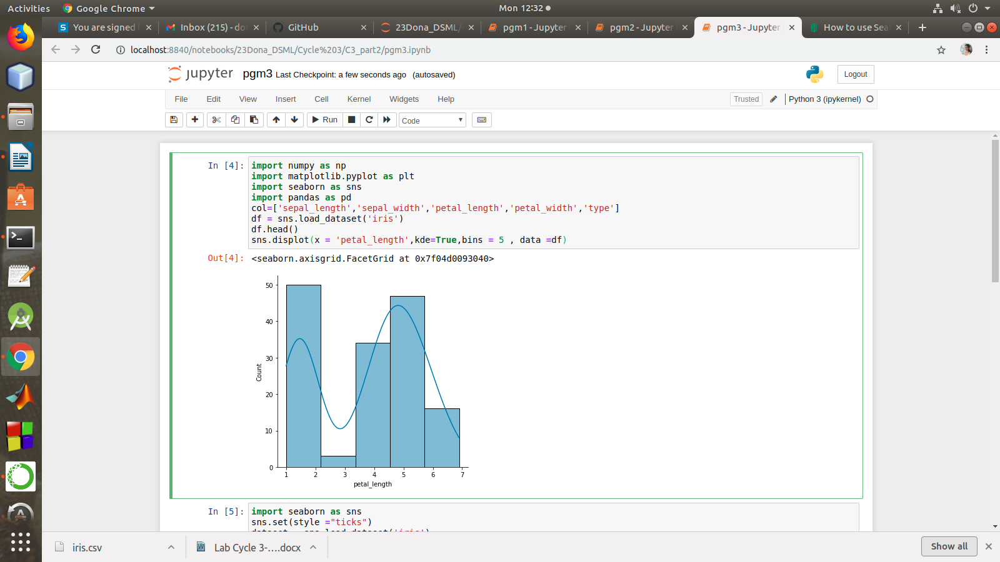 Activities Google Chrome Mon 12:32
You are signed i Inbox (215) - do GitHub 23Dona_DSML/ pgm1 - Jupyter pgm2 - Jupyter pgm3 - Jupyter How to use Sea
localhost:8840/notebooks/23Dona_DSML/Cycle%203/C3_part2/pgm3.ipynb
jupyter pgm3 Last Checkpoint: a few seconds ago (autosaved) Logout
File Edit View Insert Cell Kernel Widgets Help Trusted Python 3 (ipykernel)
Run Code
In [4]: import numpy as np
import matplotlib.pyplot as plt
import seaborn as sns
import pandas as pd
col=['sepal_length','sepal_width','petal_length','petal_width','type']
df = sns.load_dataset('iris')
df.head()
sns.displot(x = 'petal_length',kde=True,bins = 5 , data =df)
Out[4]: <seaborn.axisgrid.FacetGrid at 0x7f04d0093040>
50
40
30
20
10
0
Count
1 2 3 4 5 6 7
petal_length
In [5]: import seaborn as sns
sns.set(style ="ticks")
dataset = sns.load_dataset('iris')
iris.csv Lab Cycle 3-....docx Show all